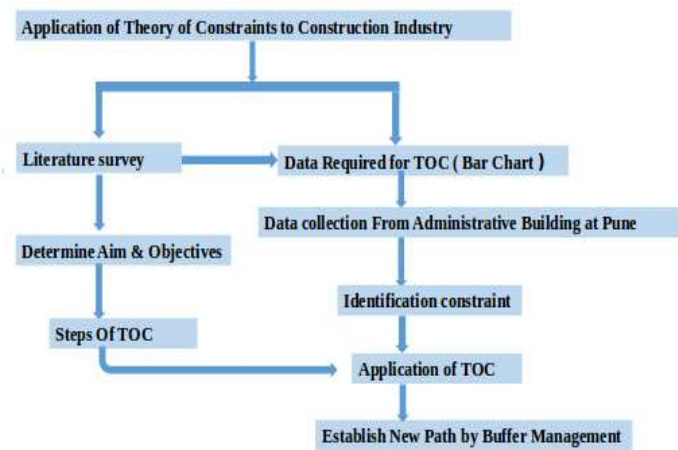 Application of Theory of Constraints to Construction Industry
Literature survey
Data Required for TOC ( Bar Chart )
Data collection From Administrative Building at Pune
Determine Aim & Objectives
Identification constraint
Steps Of TOC
Application of TOC
Establish New Path by Buffer Management